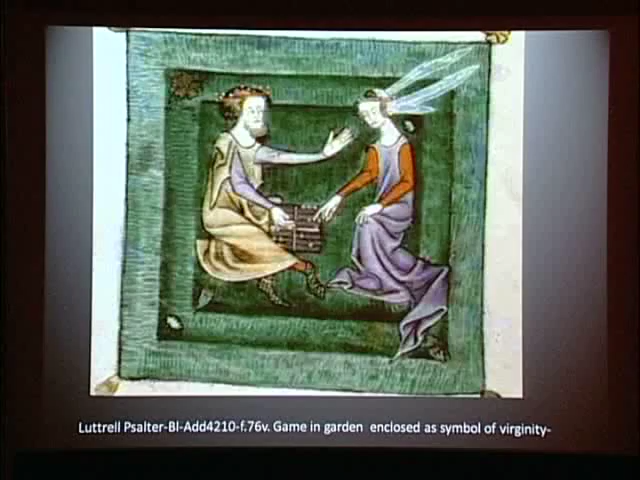 Luttrell Psalter-Bl-Add4210-f.76v. Game in garden  enclosed as symbol of virginity-